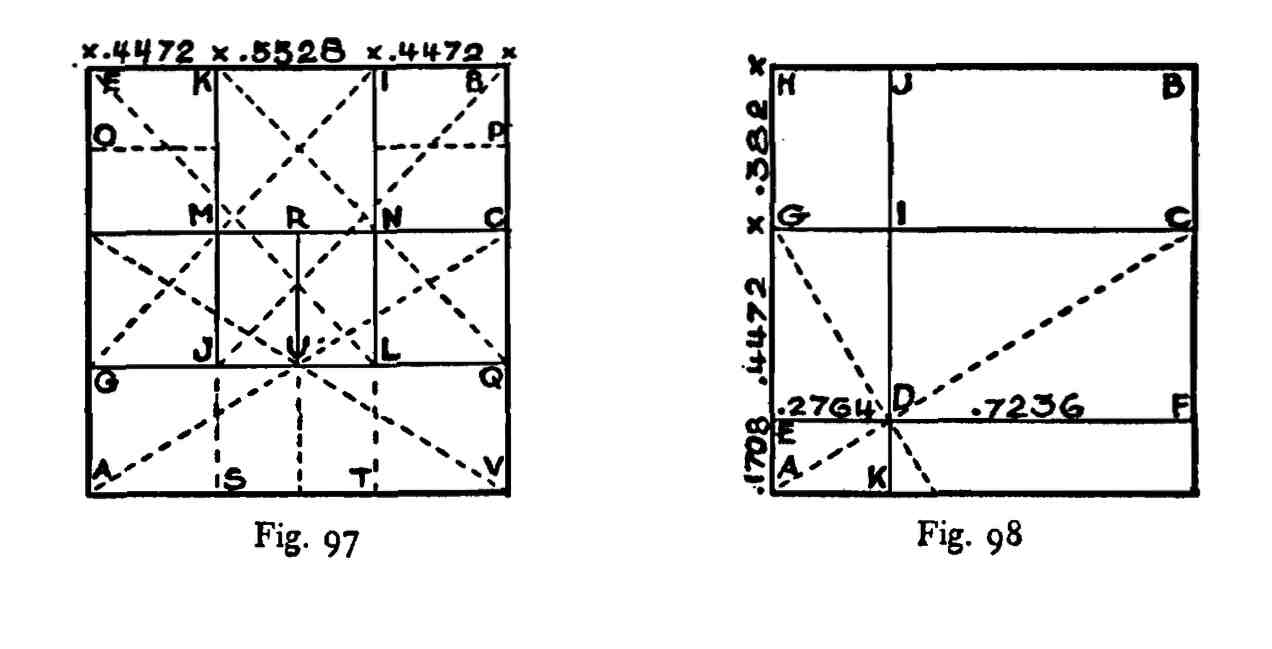 x .4472 x .5528 x .4472 x
E K I B
O P
M R N C
J U L
G Q
A S T V
Fig. 97
x .382 x .4472 .1708
H J B
G I C
D
.2764 .7236 F
E
A K
Fig. 98